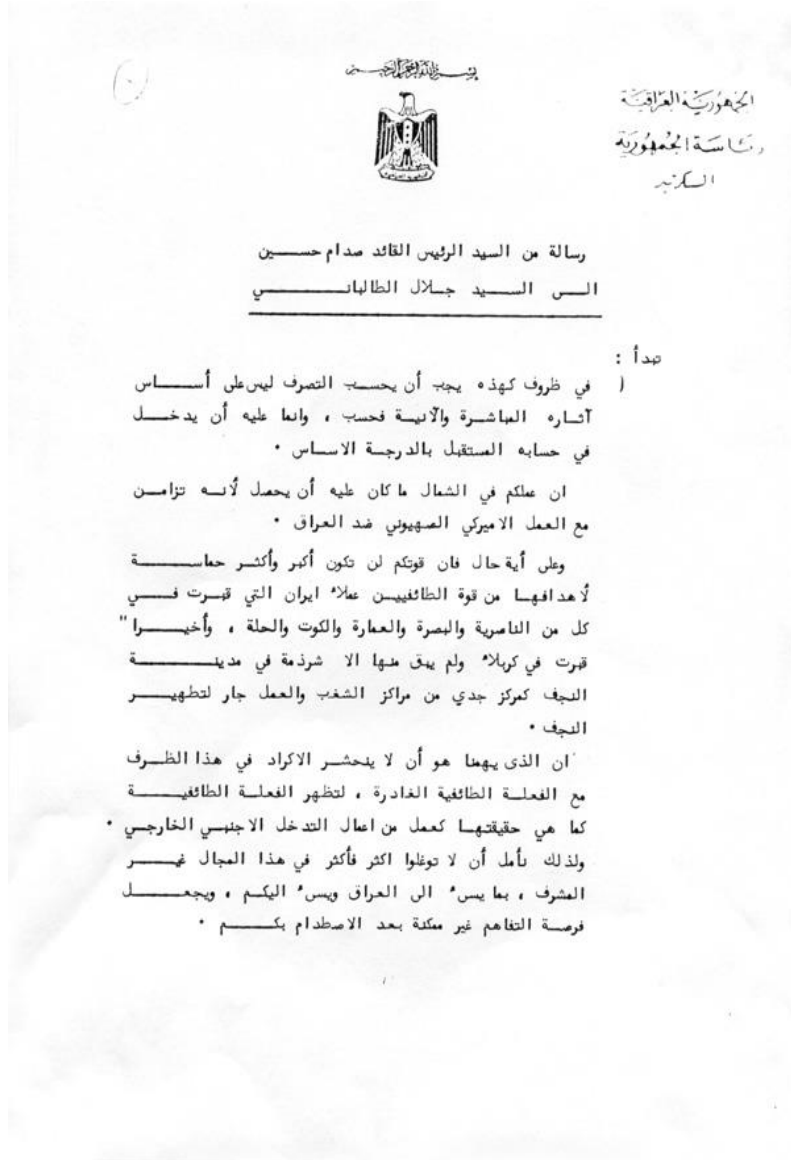 بسم الله الرحمن الرحيم
الجمهورية العراقية
رئاسة الجمهورية
السكرتير
رسالة من السيد الرئيس القائد صدام حسين
الى السيد جلال الطالباني
تبدأ :
( في ظروف كهذه يجب أن يحسب التصرف ليس على أساس
آثاره المباشرة والآنية فحسب ، وانما عليه أن يدخل
في حسابه المستقبل بالدرجة الاساس .
ان عملكم في الشمال ما كان عليه أن يحصل لأنه تزامن
مع العمل الاميركي الصهيوني ضد العراق .
وعلى أية حال فان قوتكم لن تكون أكبر وأكثر حماسة
لأهدافها من قوة الطائفيين عملاء ايران التي قبرت في
كل من الناصرية والبصرة والعمارة والكوت والحلة ، وأخيرا"
قبرت في كربلاء ولم يبق منها الا شرذمة في مدينة
النجف كمركز جدي من مراكز الشغب والعمل جار لتطهير
النجف .
ان الذى يهمنا هو أن لا ينحشر الاكراد في هذا الظرف
مع الفعلة الطائفية الغادرة ، لتظهر الفعلة الطائفية
كما هي حقيقتها كعمل من اعمال التدخل الاجنبي الخارجي .
ولذلك نأمل أن لا توغلوا اكثر فأكثر في هذا المجال غير
المشرف ، بما يسيء الى العراق ويسيء اليكم ، ويجعل
فرصة التفاهم غير ممكنة بعد الاصطدام بكم .